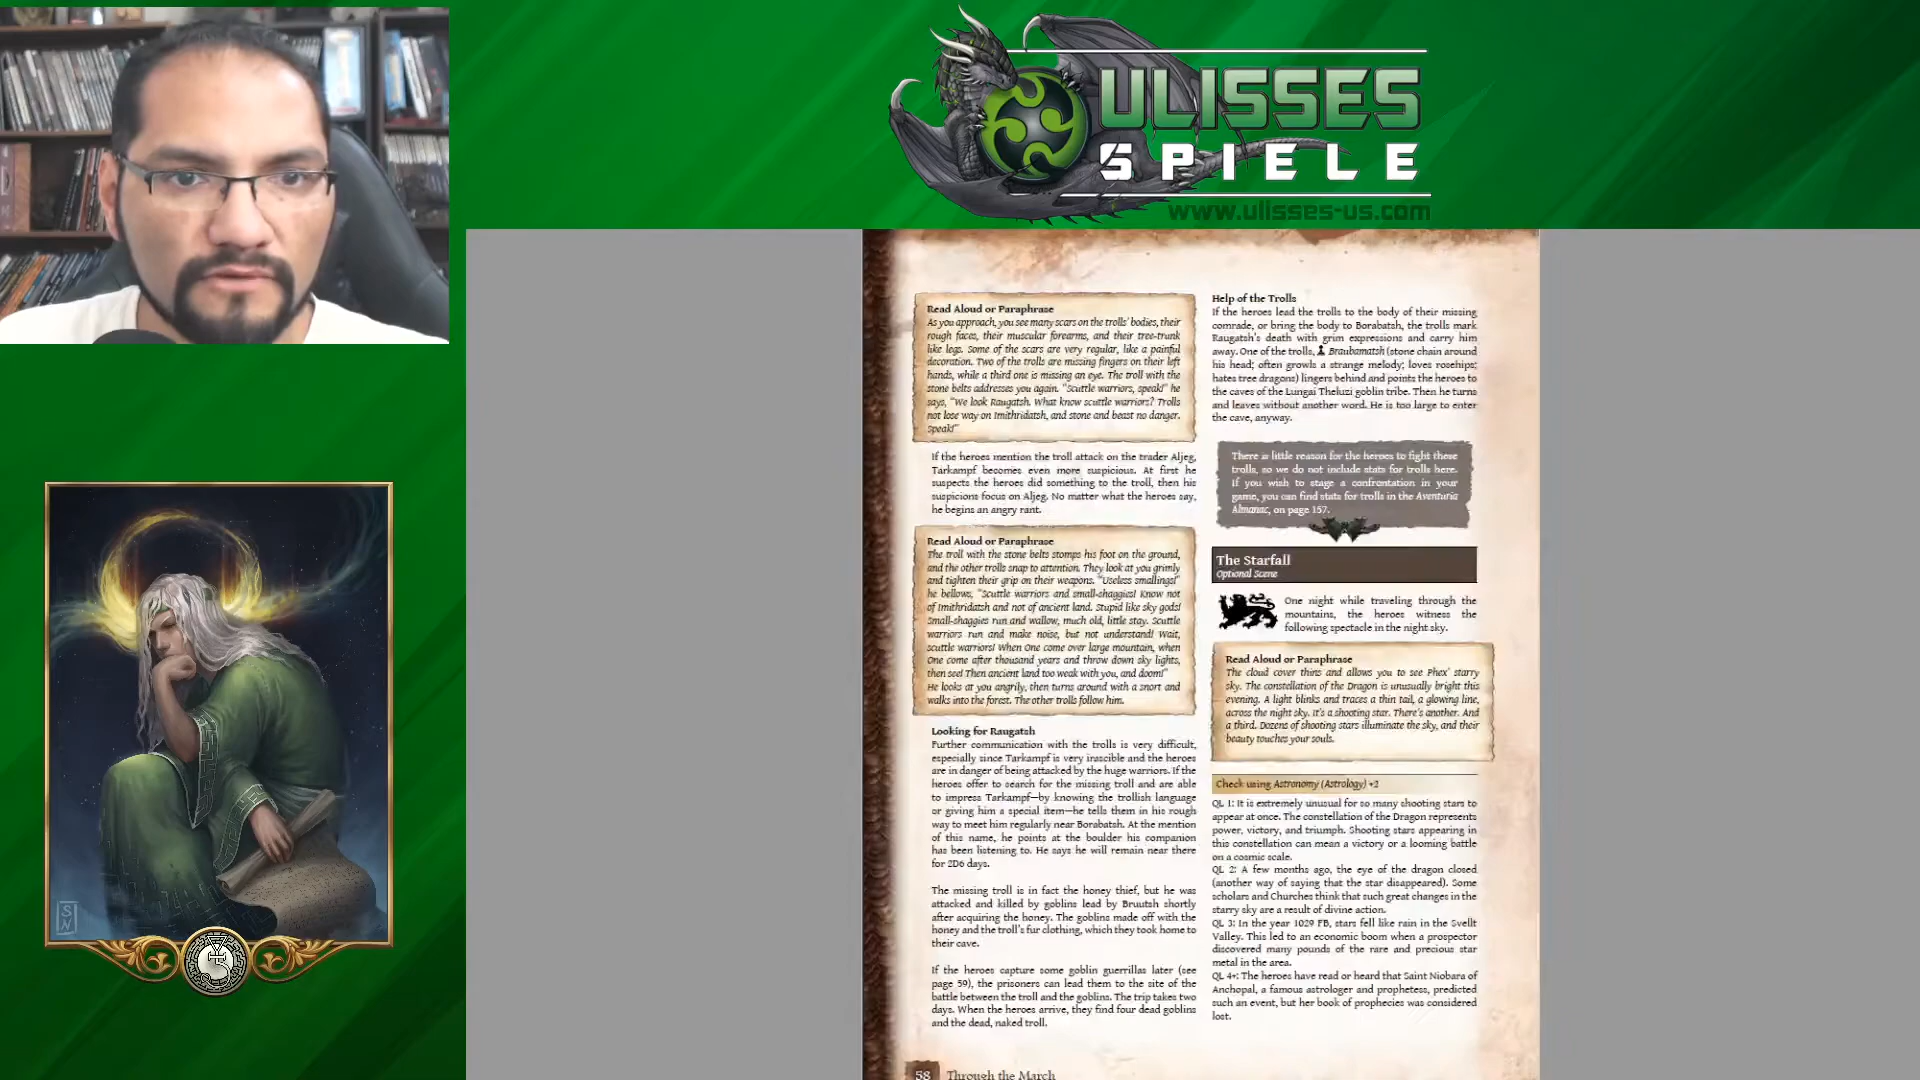 ULISSES
SPIELE
www.ulisses-us.com
Read Aloud or Paraphrase
As you approach, you see many scars on the trolls' bodies, their
rough faces, their muscular forearms, and their tree-trunk
like legs. Some of the scars are very regular, like a painful
decoration. Two of the trolls are missing fingers on their left
hands, while a third one is missing an eye. The troll with the
stone belts addresses you again. "Scuttle warriors, speak!" he
says, "We look Raugatsh. What know scuttle warriors? Trolls
not lose way on Imithridatsh, and stone and beast no danger.
Speak!"
If the heroes mention the troll attack on the trader Aljeg,
Tarkampf becomes even more suspicious. At first he
suspects the heroes did something to the troll, then his
suspicions focus on Aljeg. No matter what the heroes say,
he begins an angry rant.
Read Aloud or Paraphrase
The troll with the stone belts stomps his foot on the ground,
and the other trolls snap to attention. They look at you grimly
and tighten their grip on their weapons. "Useless smallings!"
he bellows, "Scuttle warriors and small-shaggies! Know not
of Imithridatsh and not of ancient land. Stupid like sky gods!
Small-shaggies run and wallow, much old, little stay. Scuttle
warriors run and make noise, but not understand! Wait,
scuttle warriors! When One come over large mountain, when
One come after thousand years and throw down sky lights,
then see! Then ancient land too weak with you, and doom!"
He looks at you angrily, then turns around with a snort and
walks into the forest. The other trolls follow him.
Looking for Raugatsh
Further communication with the trolls is very difficult,
especially since Tarkampf is very irascible and the heroes
are in danger of being attacked by the huge warriors. If the
heroes offer to search for the missing troll and are able
to impress Tarkampf—by knowing the trollish language
or giving him a special item—he tells them in his rough
way to meet him regularly near Borabatsh. At the mention
of this name, he points at the boulder his companion
has been listening to. He says he will remain near there
for 2D6 days.
The missing troll is in fact the honey thief, but he was
attacked and killed by goblins lead by Bruutsh shortly
after acquiring the honey. The goblins made off with the
honey and the troll's fur clothing, which they took home to
their cave.
If the heroes capture some goblin guerrillas later (see
page 59), the prisoners can lead them to the site of the
battle between the troll and the goblins. The trip takes two
days. When the heroes arrive, they find four dead goblins
and the dead, naked troll.
58 Through the March
Help of the Trolls
If the heroes lead the trolls to the body of their missing
comrade, or bring the body to Borabatsh, the trolls mark
Raugatsh's death with grim expressions and carry him
away. One of the trolls, Braubamatsh (stone chain around
his head; often growls a strange melody; loves rosehips;
hates tree dragons) lingers behind and points the heroes to
the caves of the Lungai Theluzi goblin tribe. Then he turns
and leaves without another word. He is too large to enter
the cave, anyway.
There is little reason for the heroes to fight these
trolls, so we do not include stats for trolls here.
If you wish to stage a confrontation in your
game, you can find stats for trolls in the Aventuria
Almanac, on page 157.
The Starfall
Optional Scene
One night while traveling through the
mountains, the heroes witness the
following spectacle in the night sky.
Read Aloud or Paraphrase
The cloud cover thins and allows you to see Phex' starry
sky. The constellation of the Dragon is unusually bright this
evening. A light blinks and traces a thin tail, a glowing line,
across the night sky. It's a shooting star. There's another. And
a third. Dozens of shooting stars illuminate the sky, and their
beauty touches your souls.
Check using Astronomy (Astrology) +2
QL 1: It is extremely unusual for so many shooting stars to
appear at once. The constellation of the Dragon represents
power, victory, and triumph. Shooting stars appearing in
this constellation can mean a victory or a looming battle
on a cosmic scale.
QL 2: A few months ago, the eye of the dragon closed
(another way of saying that the star disappeared). Some
scholars and Churches think that such great changes in the
starry sky are a result of divine action.
QL 3: In the year 1029 FB, stars fell like rain in the Svellt
Valley. This led to an economic boom when a prospector
discovered many pounds of the rare and precious star
metal in the area.
QL 4+: The heroes have read or heard that Saint Niobara of
Anchopal, a famous astrologer and prophetess, predicted
such an event, but her book of prophecies was considered
lost.
S
N